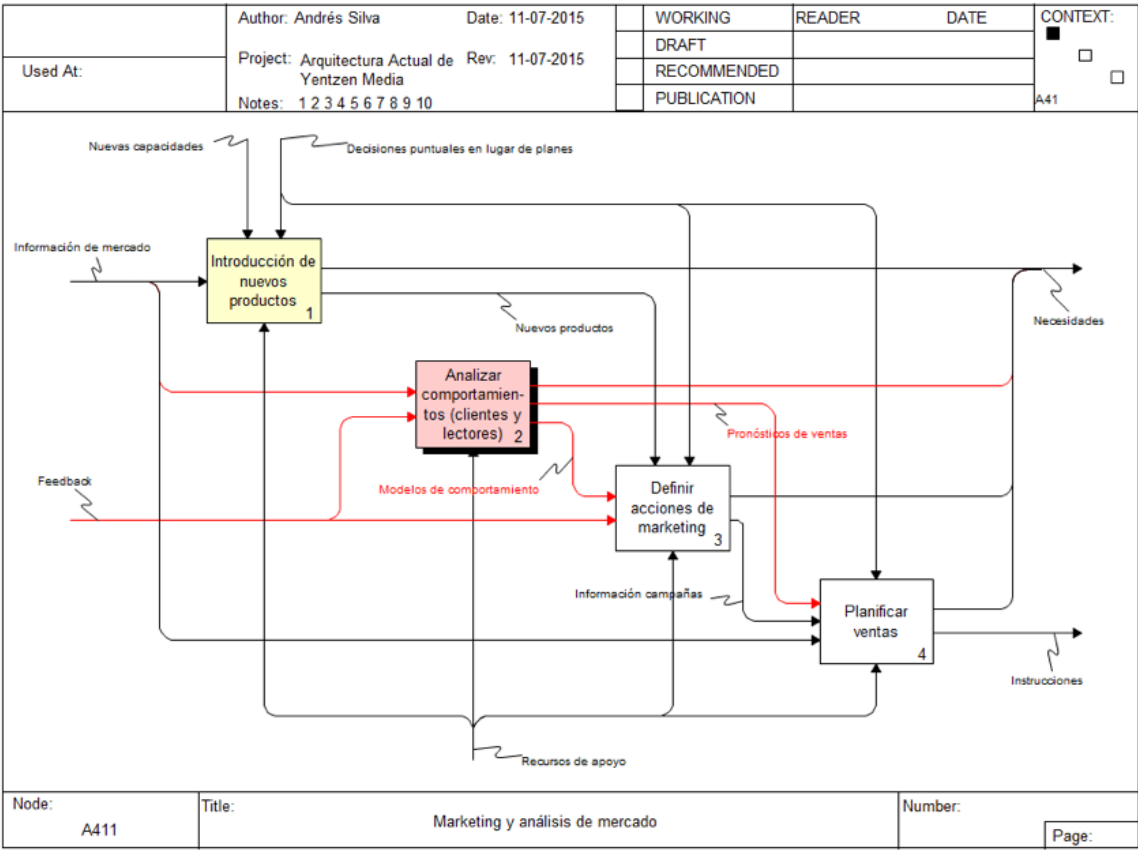 Used At:
Author: Andrés Silva
Date: 11-07-2015
Project: Arquitectura Actual de
Yentzen Media
Rev: 11-07-2015
Notes: 1 2 3 4 5 6 7 8 9 10
WORKING
DRAFT
RECOMMENDED
PUBLICATION
READER
DATE
CONTEXT:
A41
Nuevas capacidades
Decisiones puntuales en lugar de planes
Información de mercado
Introducción de
nuevos
productos
1
Nuevos productos
Necesidades
Analizar
comportamien-
tos (clientes y
lectores)
2
Pronósticos de ventas
Feedback
Modelos de comportamiento
Definir
acciones de
marketing
3
Información campañas
Planificar
ventas
4
Instrucciones
Recursos de apoyo
Node:
A411
Title:
Marketing y análisis de mercado
Number:
Page: